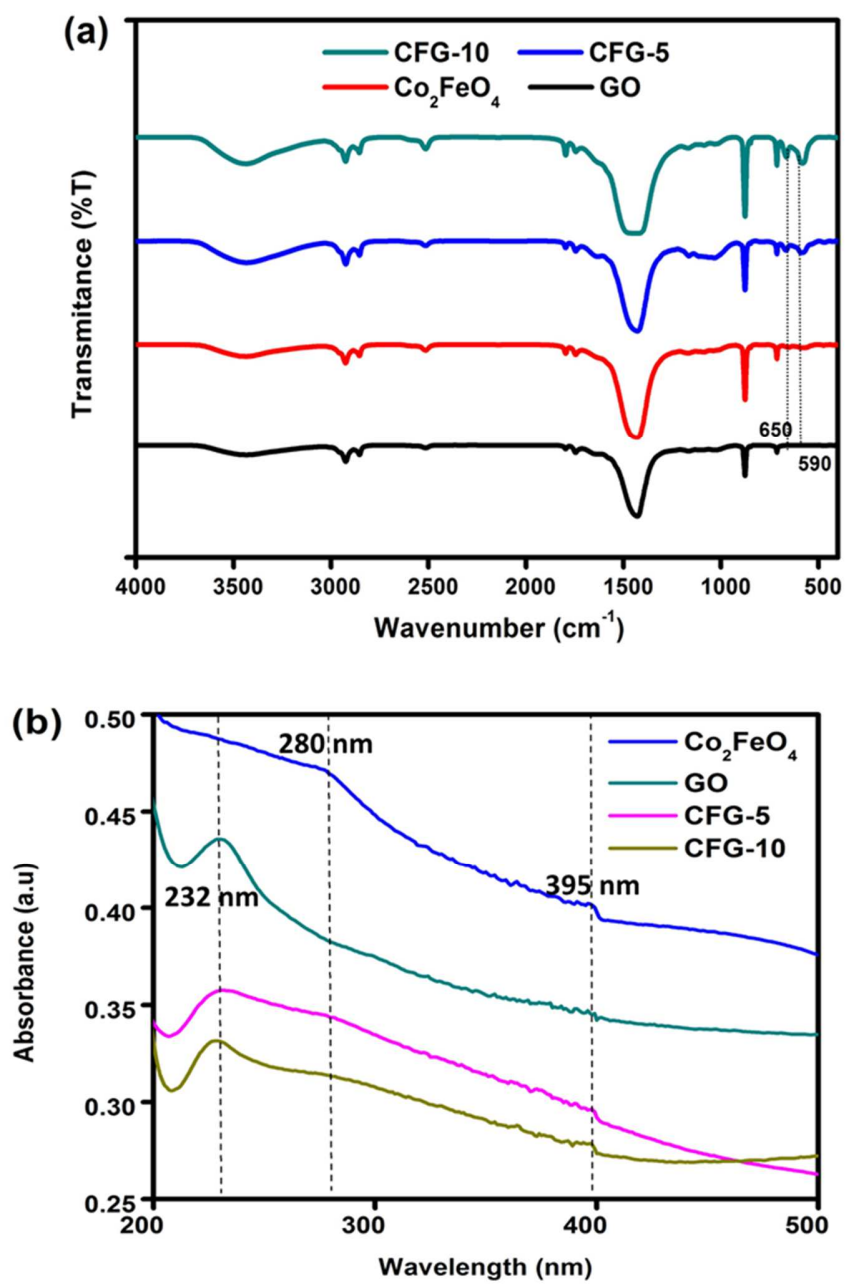 (a)
CFG-10 CFG-5
Co₂FeO₄ GO
Transmitance (%T)
650
590
4000 3500 3000 2500 2000 1500 1000 500
Wavenumber (cm⁻¹)
(b)
0.50
0.45
0.40
0.35
0.30
0.25
Absorbance (a.u)
280 nm
232 nm
395 nm
Co₂FeO₄
GO
CFG-5
CFG-10
200 300 400 500
Wavelength (nm)